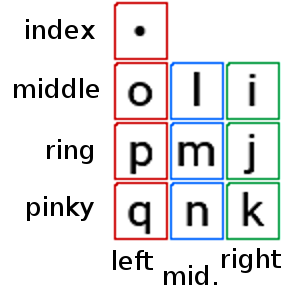 index •
middle o l i
ring p m j
pinky q n k
left mid. right